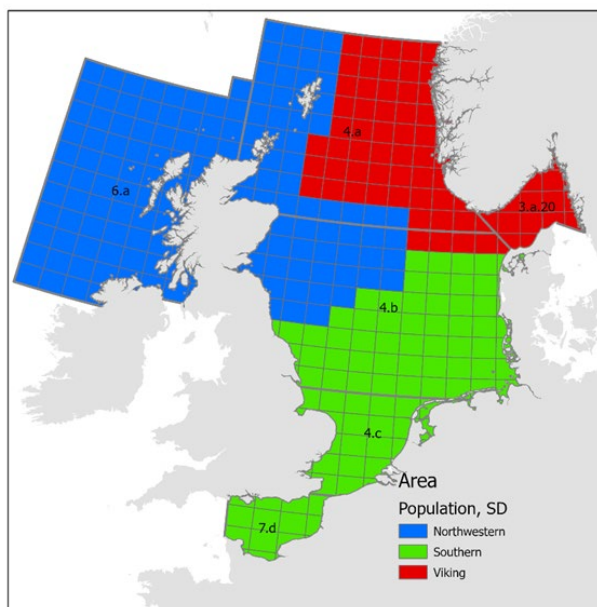 4.a
6.a
3.a.20
4.b
4.c
7.d
Area
Population, SD
Northwestern
Southern
Viking